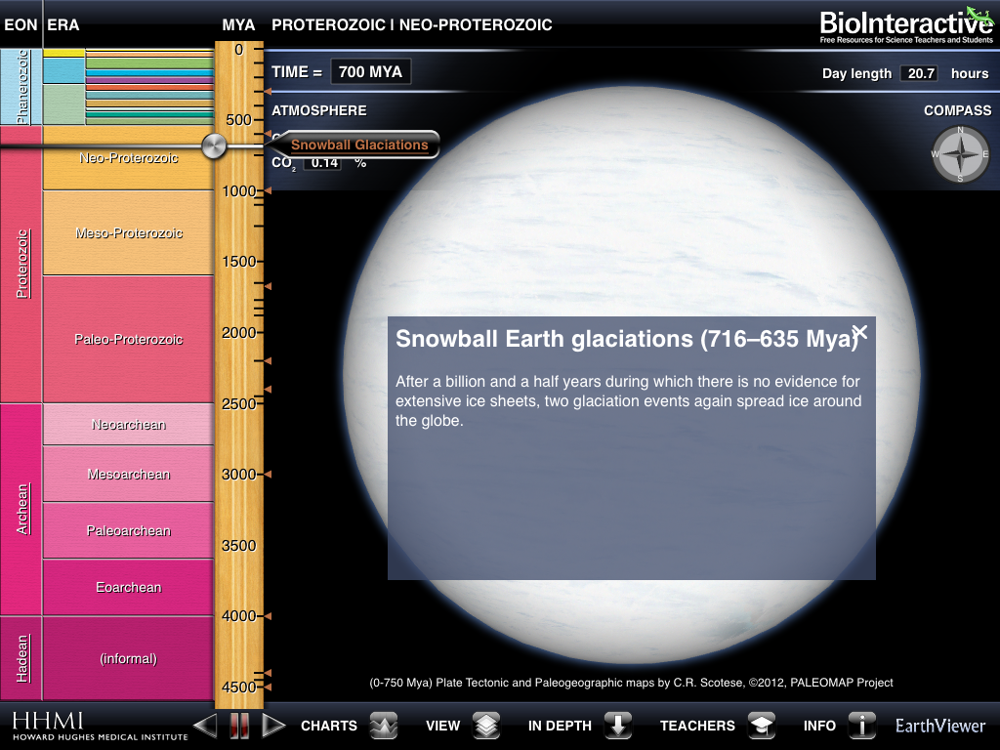 EON ERA MYA PROTEROZOIC | NEO-PROTEROZOIC
BioInteractive
Free Resources for Science Teachers and Students
TIME = 700 MYA
Day length 20.7 hours
ATMOSPHERE
COMPASS
N
W E
S
Snowball Glaciations
CO2 0.14 %
Phanerozoic
Proterozoic
Archean
Hadean
Neo-Proterozoic
Meso-Proterozoic
Paleo-Proterozoic
Neoarchean
Mesoarchean
Paleoarchean
Eoarchean
(informal)
0
500
1000
1500
2000
2500
3000
3500
4000
4500
Snowball Earth glaciations (716–635 Mya)
After a billion and a half years during which there is no evidence for
extensive ice sheets, two glaciation events again spread ice around
the globe.
(0-750 Mya) Plate Tectonic and Paleogeographic maps by C.R. Scotese, ©2012, PALEOMAP Project
HHMI
HOWARD HUGHES MEDICAL INSTITUTE
CHARTS VIEW IN DEPTH TEACHERS INFO i EarthViewer